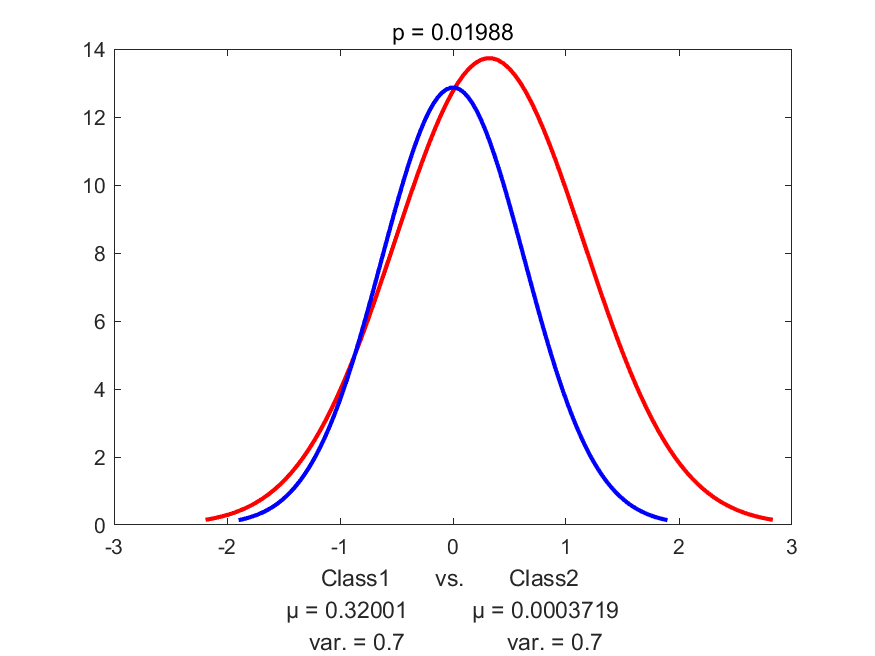 p = 0.01988
14
12
10
8
6
4
2
0
-3 -2 -1 0 1 2 3
Class1 vs. Class2
μ = 0.32001 μ = 0.0003719
var. = 0.7 var. = 0.7